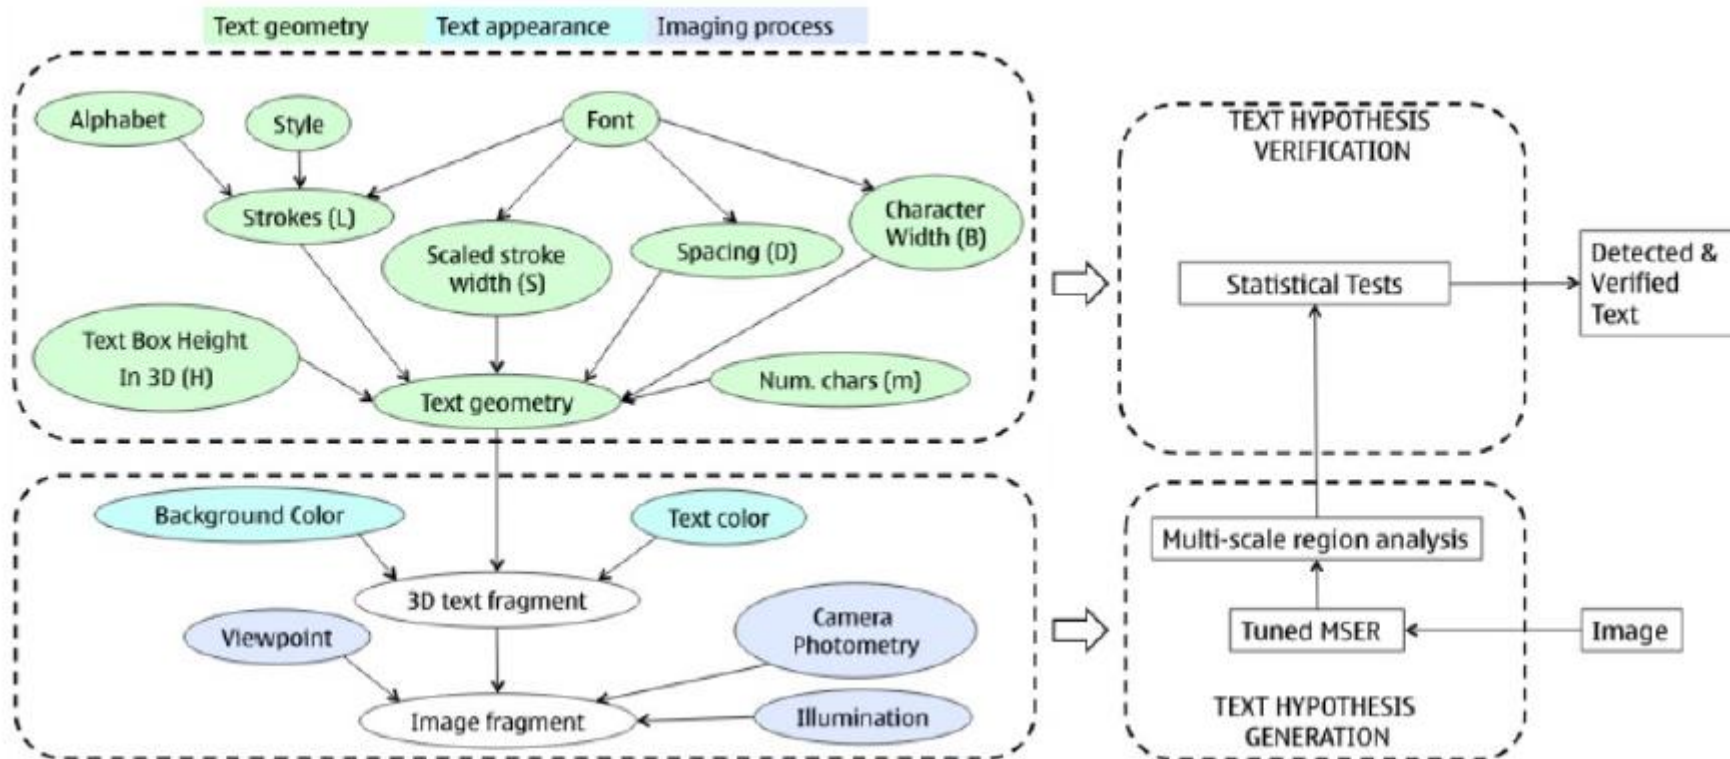 Text geometry
Text appearance
Imaging process
Alphabet
Style
Font
Strokes (L)
Scaled stroke
width (S)
Spacing (D)
Character
Width (B)
Text Box Height
In 3D (H)
Text geometry
Num. chars (m)
Background Color
Text color
3D text fragment
Viewpoint
Camera
Photometry
Image fragment
Illumination
TEXT HYPOTHESIS
VERIFICATION
Statistical Tests
Detected &
Verified
Text
Multi-scale region analysis
Tuned MSER
Image
TEXT HYPOTHESIS
GENERATION